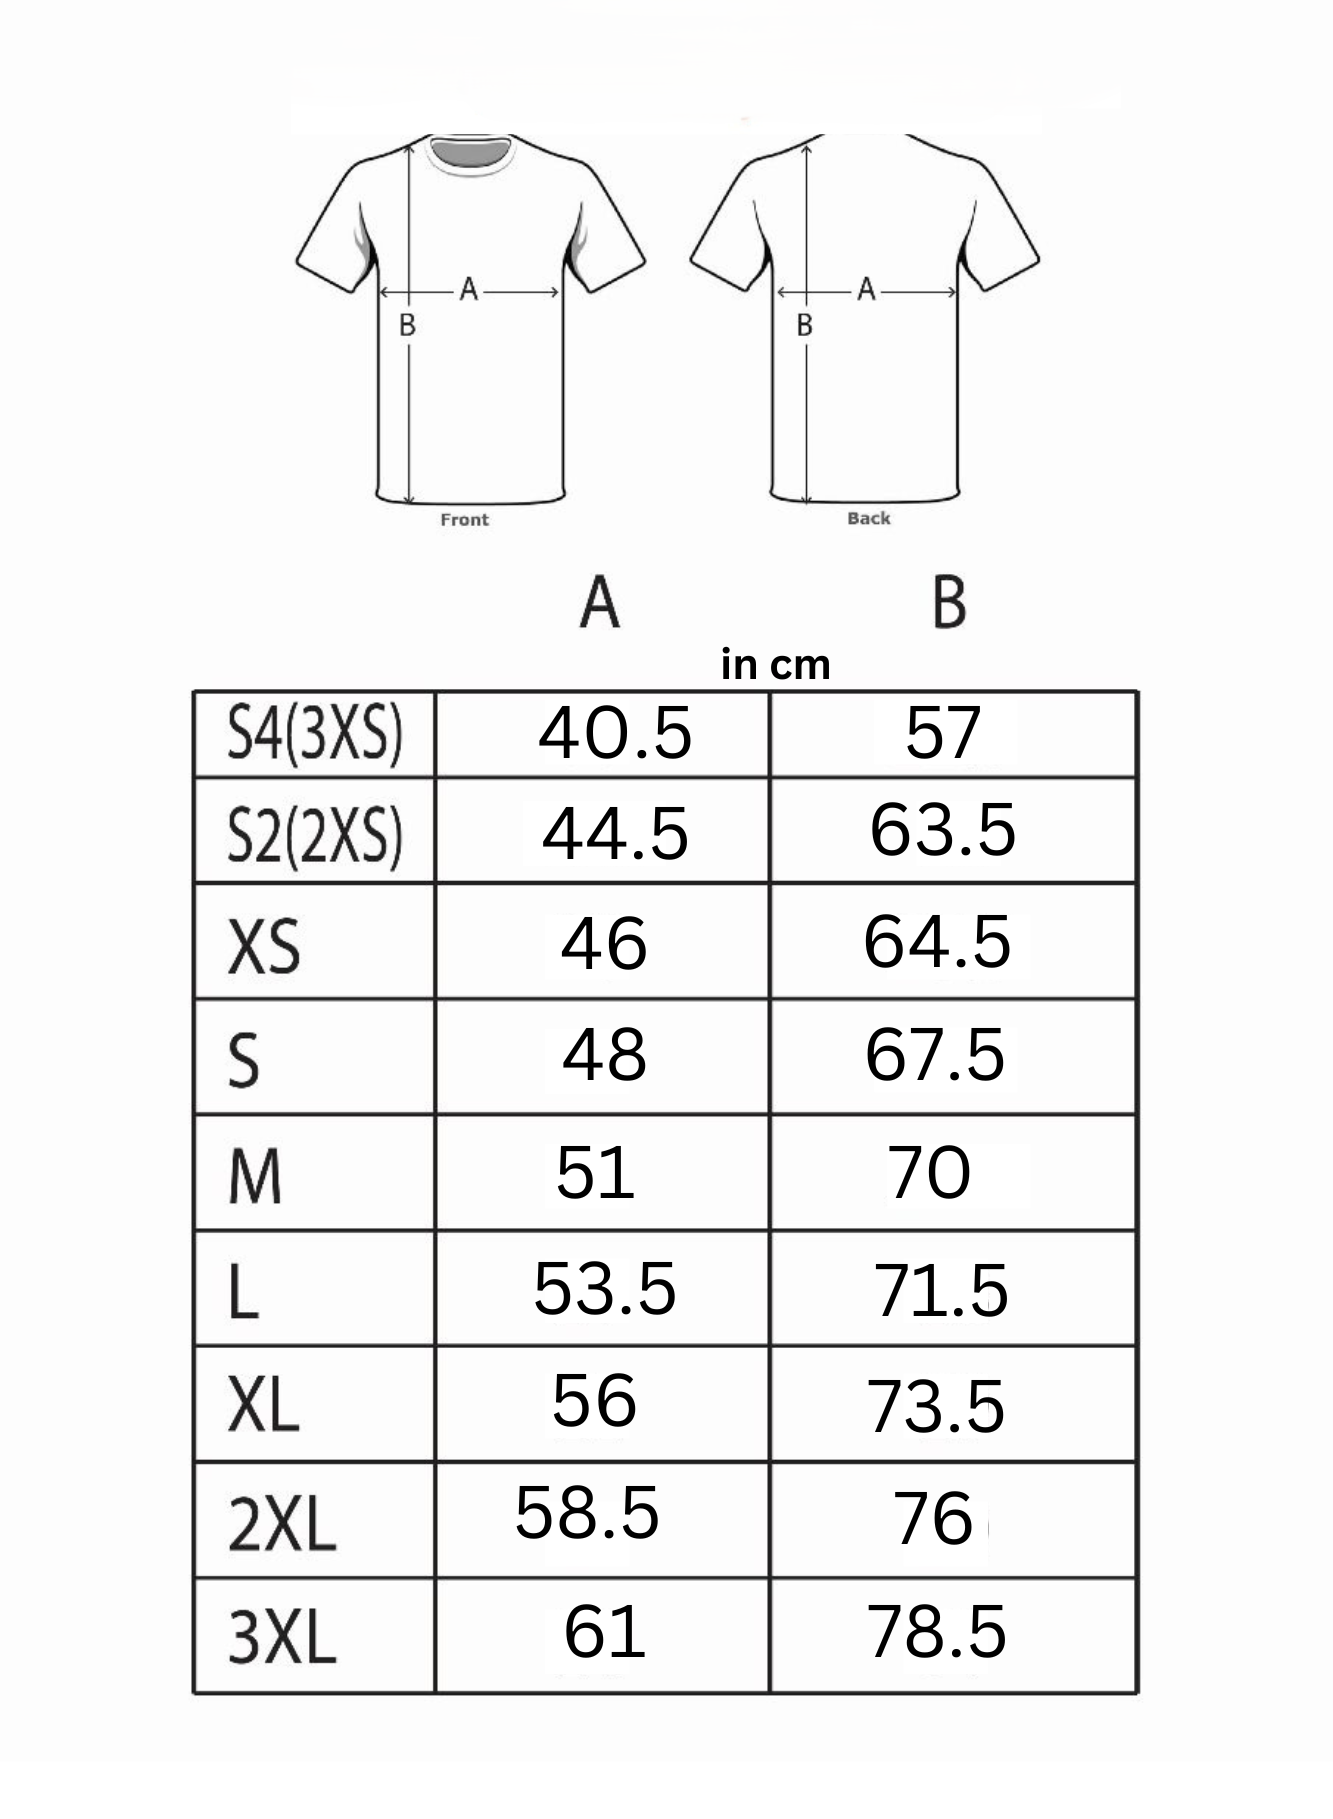 A A
B B
Front Back
A B
in cm
S4(3XS) 40.5 57
S2(2XS) 44.5 63.5
XS 46 64.5
S 48 67.5
M 51 70
L 53.5 71.5
XL 56 73.5
2XL 58.5 76
3XL 61 78.5